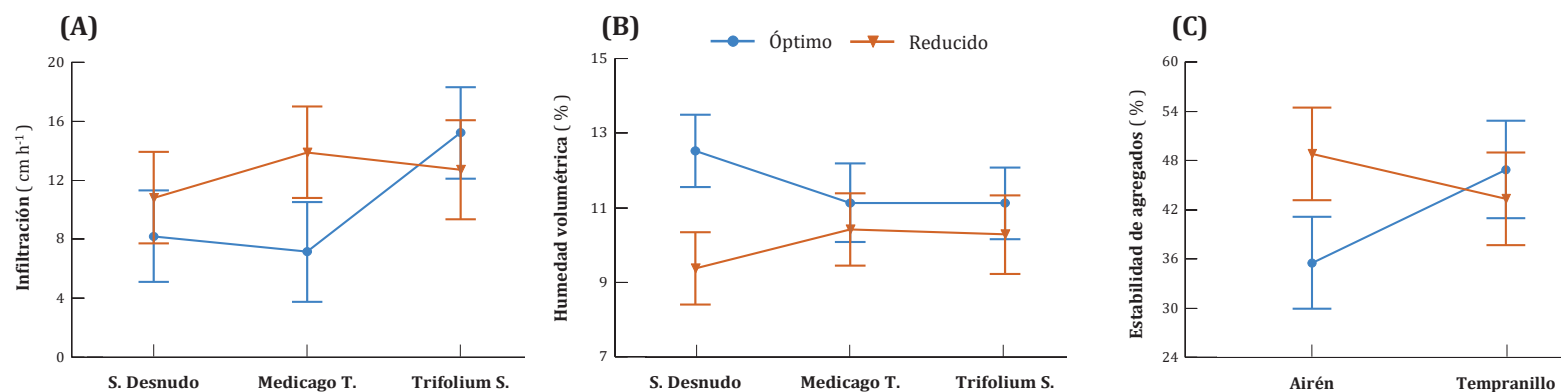 (A)
Infiltración ( cm h⁻¹ )
20
16
12
8
4
0
S. Desnudo Medicago T. Trifolium S.
(B)
Óptimo Reducido
Humedad volumétrica ( % )
15
13
11
9
7
S. Desnudo Medicago T. Trifolium S.
(C)
Estabilidad de agregados ( % )
60
54
48
42
36
30
24
Airén Tempranillo